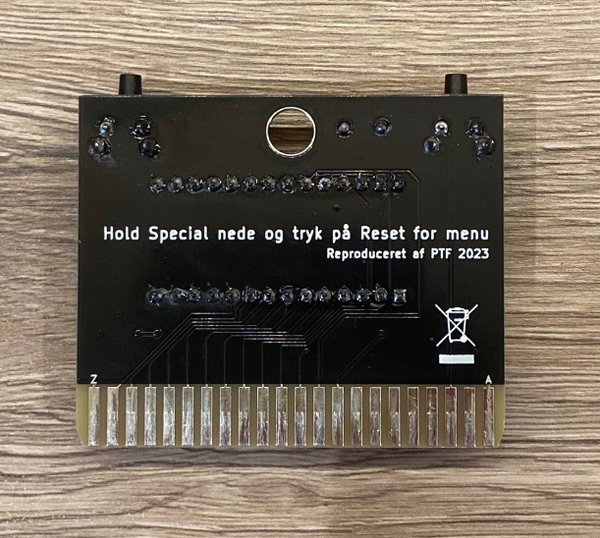 Hold Special nede og tryk på Reset for menu
Reproduceret af PTF 2023
Z A